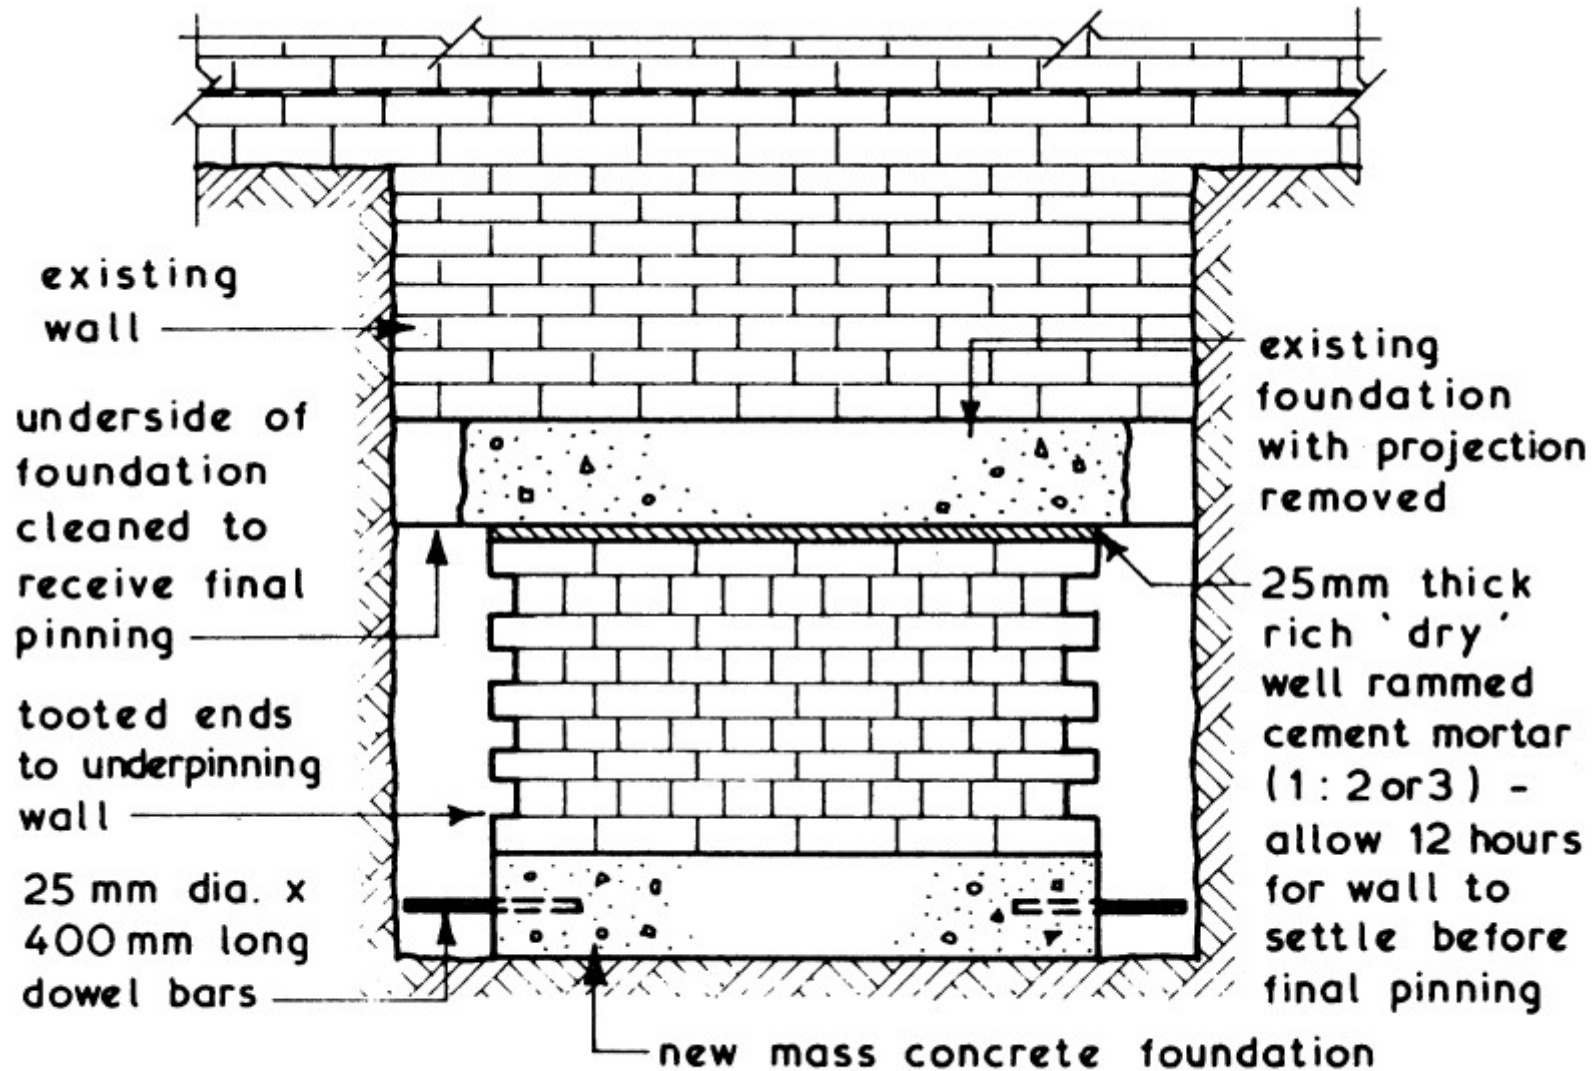 existing
wall
underside of
foundation
cleaned to
receive final
pinning
tooted ends
to underpinning
wall
25 mm dia. x
400 mm long
dowel bars
existing
foundation
with projection
removed
25mm thick
rich 'dry'
well rammed
cement mortar
(1:2 or 3) -
allow 12 hours
for wall to
settle before
final pinning
new mass concrete foundation